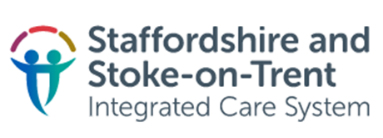 Staffordshire and
Stoke-on-Trent
Integrated Care System